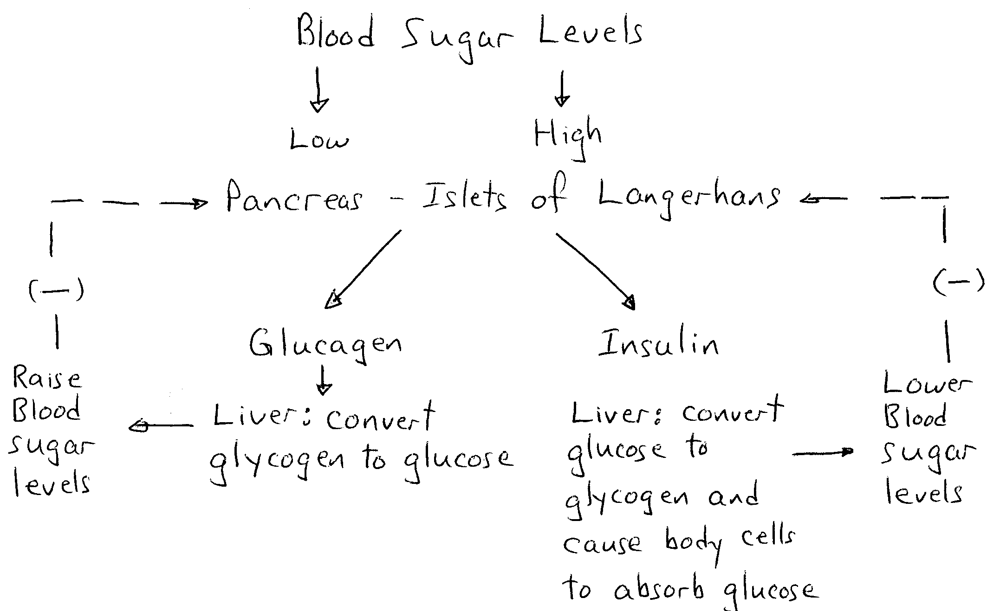 Blood Sugar Levels
Low
High
Pancreas - Islets of Langerhans
(-)
(-)
Glucagen
Insulin
Raise
Blood
sugar
levels
Liver: convert
glycogen to glucose
Liver: convert
glucose to
glycogen and
cause body cells
to absorb glucose
Lower
Blood
sugar
levels